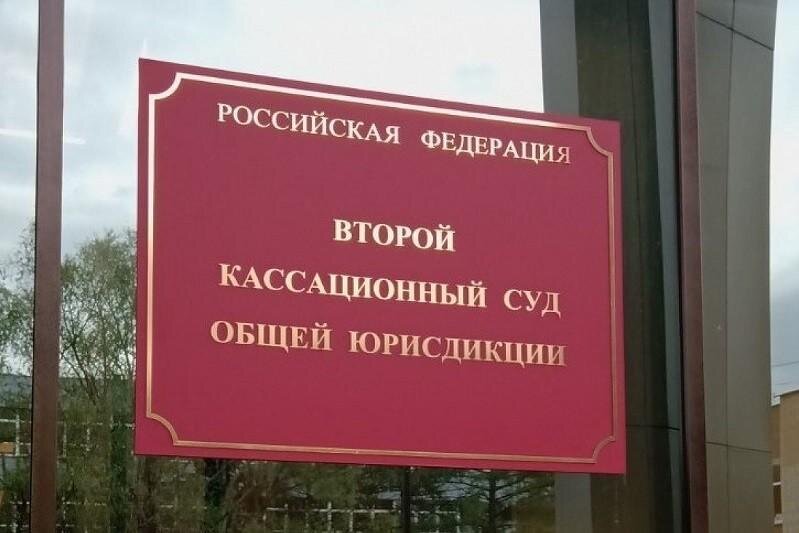 РОССИЙСКАЯ ФЕДЕРАЦИЯ
ВТОРОЙ
КАССАЦИОННЫЙ СУД
ОБЩЕЙ ЮРИСДИКЦИИ